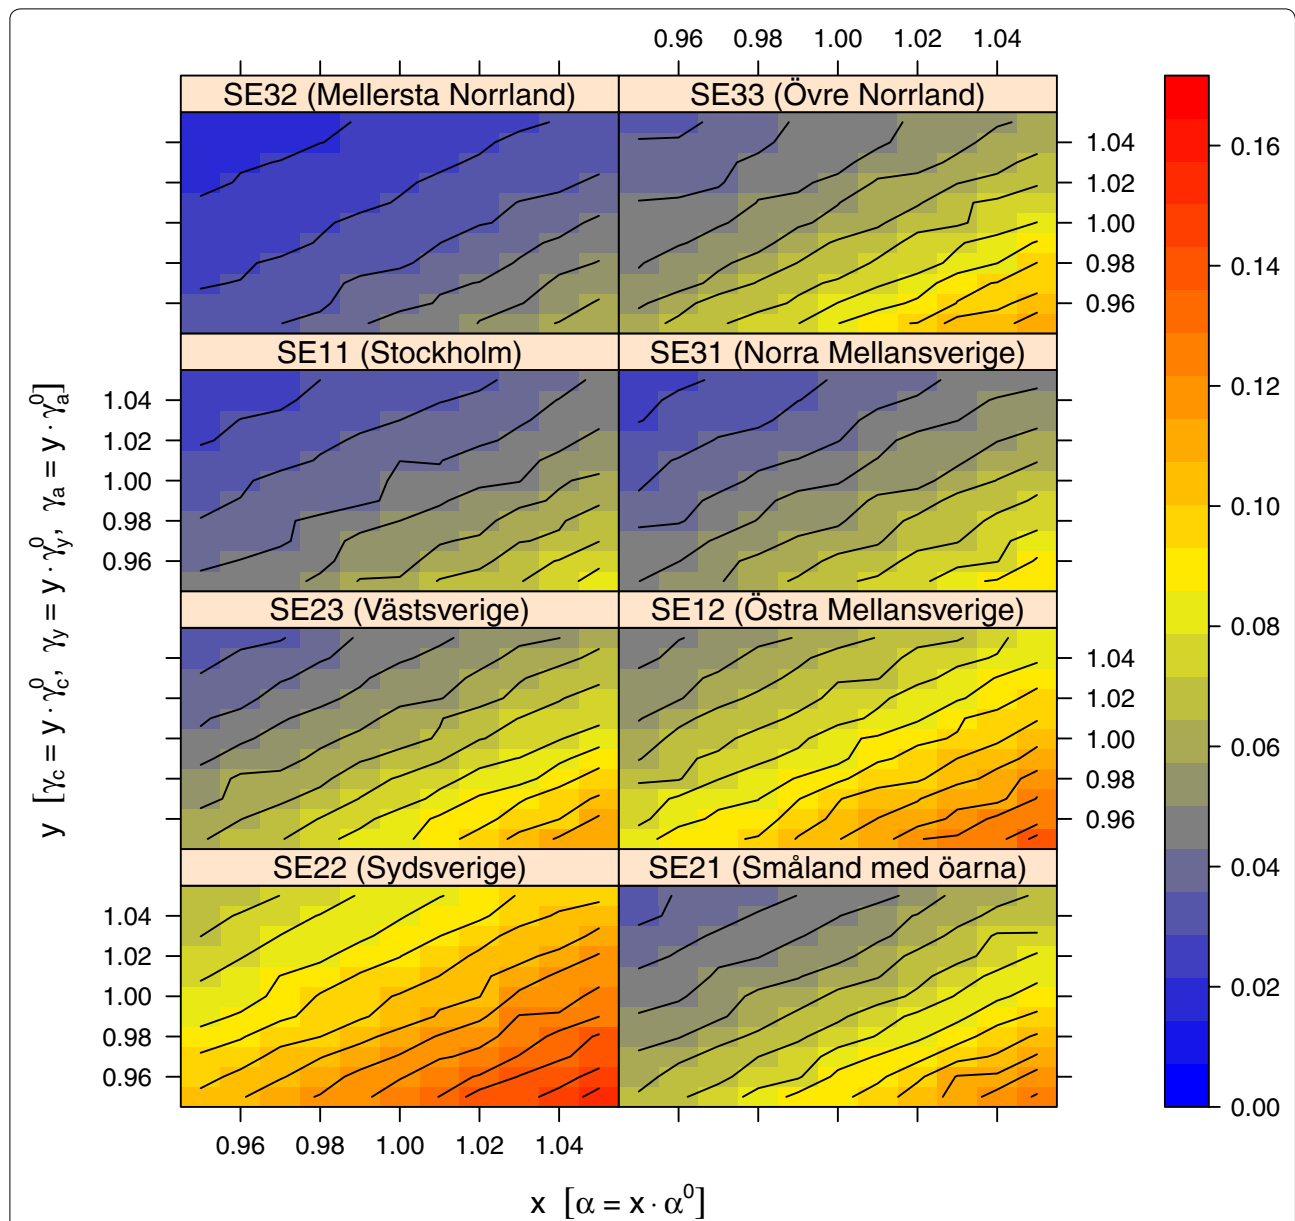 0.96 0.98 1.00 1.02 1.04
SE32 (Mellersta Norrland)
SE33 (Övre Norrland)
1.04
1.02
1.00
0.98
0.96
0.16
0.14
0.12
0.10
0.08
0.06
0.04
0.02
0.00
SE11 (Stockholm)
SE31 (Norra Mellansverige)
1.04
1.02
1.00
0.98
0.96
SE23 (Västsverige)
SE12 (Östra Mellansverige)
1.04
1.02
1.00
0.98
0.96
SE22 (Sydsverige)
SE21 (Småland med öarna)
1.04
1.02
1.00
0.98
0.96
0.96 0.98 1.00 1.02 1.04
y [γc = y · γc⁰, γy = y · γy⁰, γa = y · γa⁰]
x [α = x · α⁰]